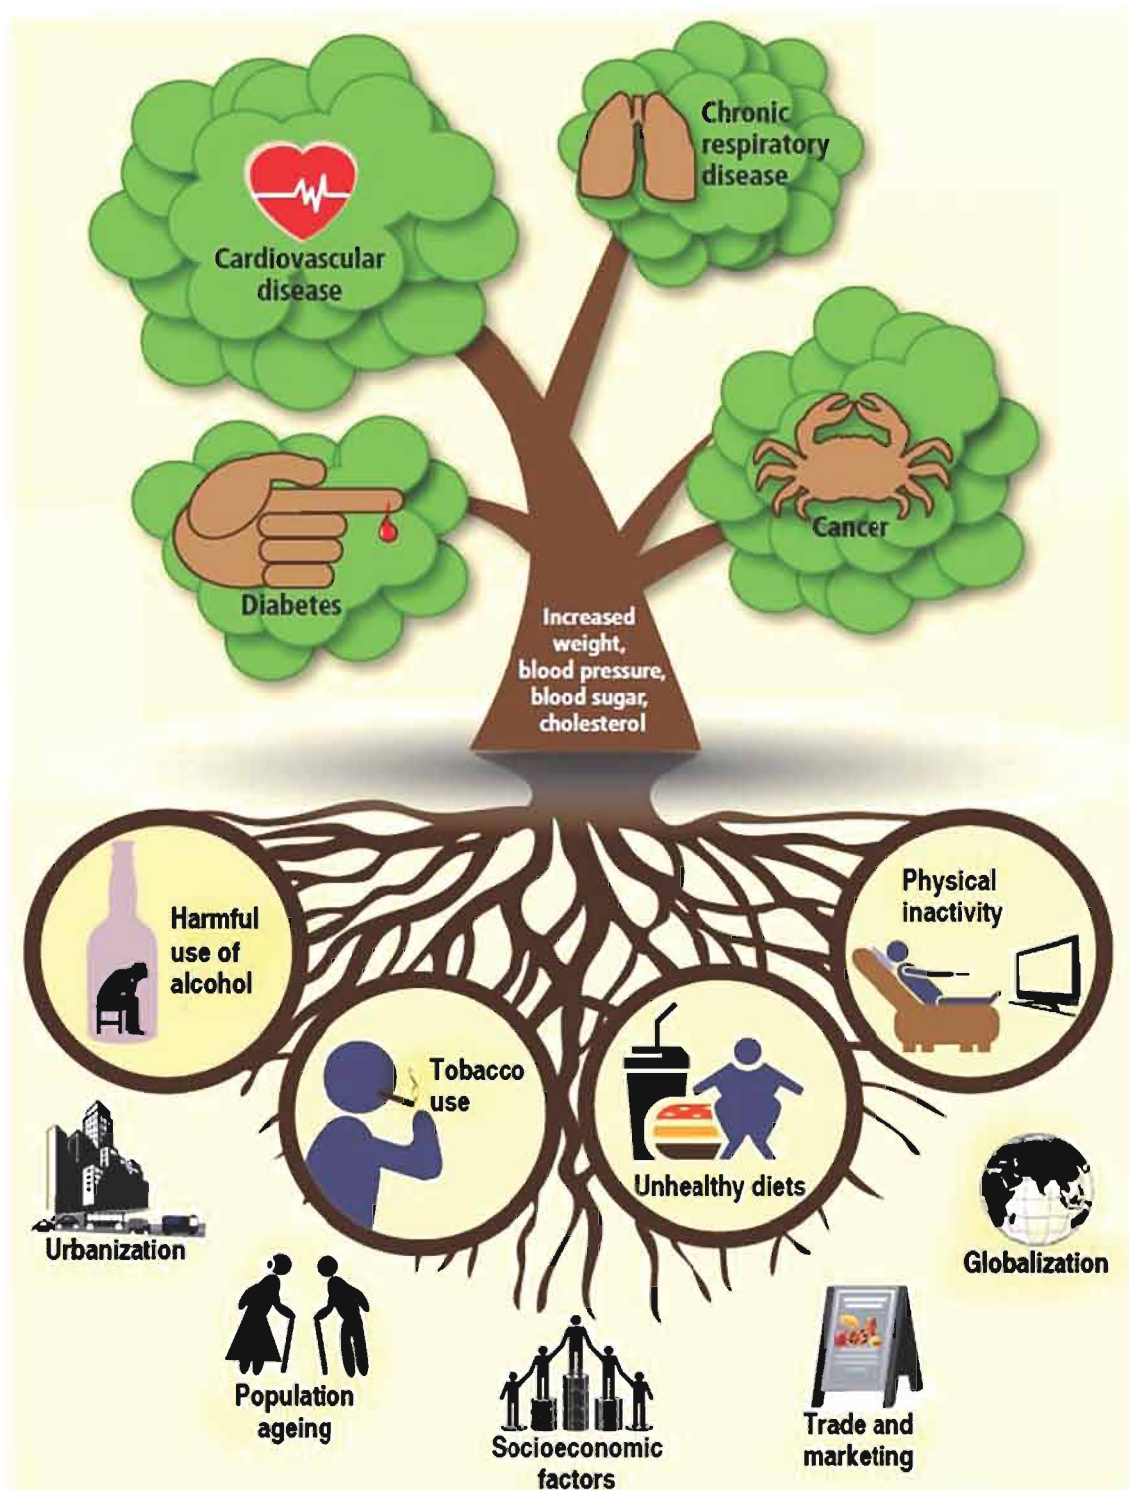 Chronic
respiratory
disease
Cardiovascular
disease
Cancer
Diabetes
Increased
weight,
blood pressure,
blood sugar,
cholesterol
Physical
inactivity
Harmful
use of
alcohol
Tobacco
use
Unhealthy diets
Urbanization
Globalization
Population
ageing
Socioeconomic
factors
Trade and
marketing